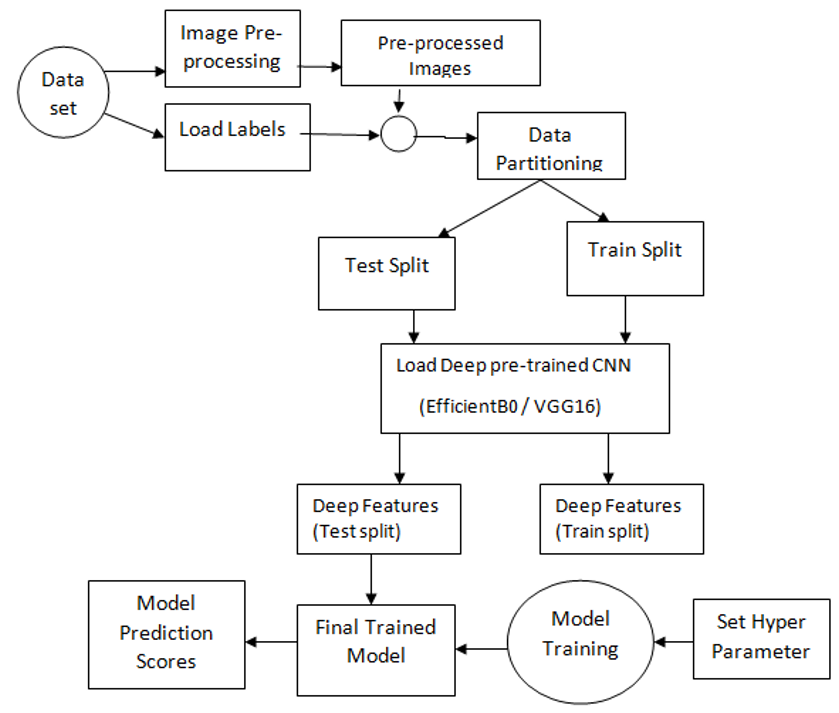 Image Pre-
processing
Pre-processed
Images
Data
set
Load Labels
Data
Partitioning
Test Split
Train Split
Load Deep pre-trained CNN
(EfficientB0 / VGG16)
Deep Features
(Test split)
Deep Features
(Train split)
Model
Prediction
Scores
Final Trained
Model
Model
Training
Set Hyper
Parameter